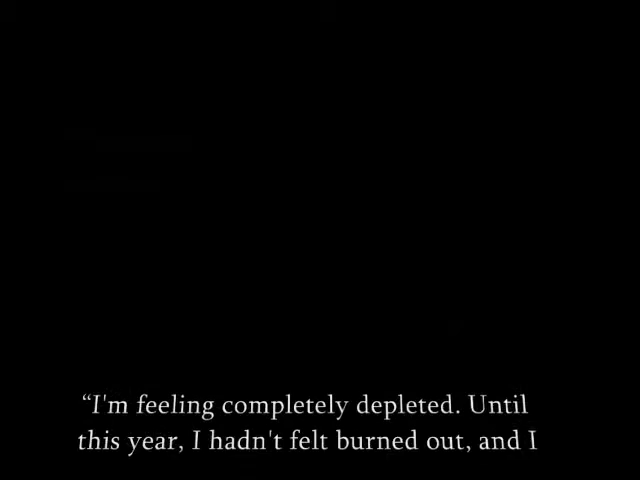 “I'm feeling completely depleted. Until
this year, I hadn't felt burned out, and I